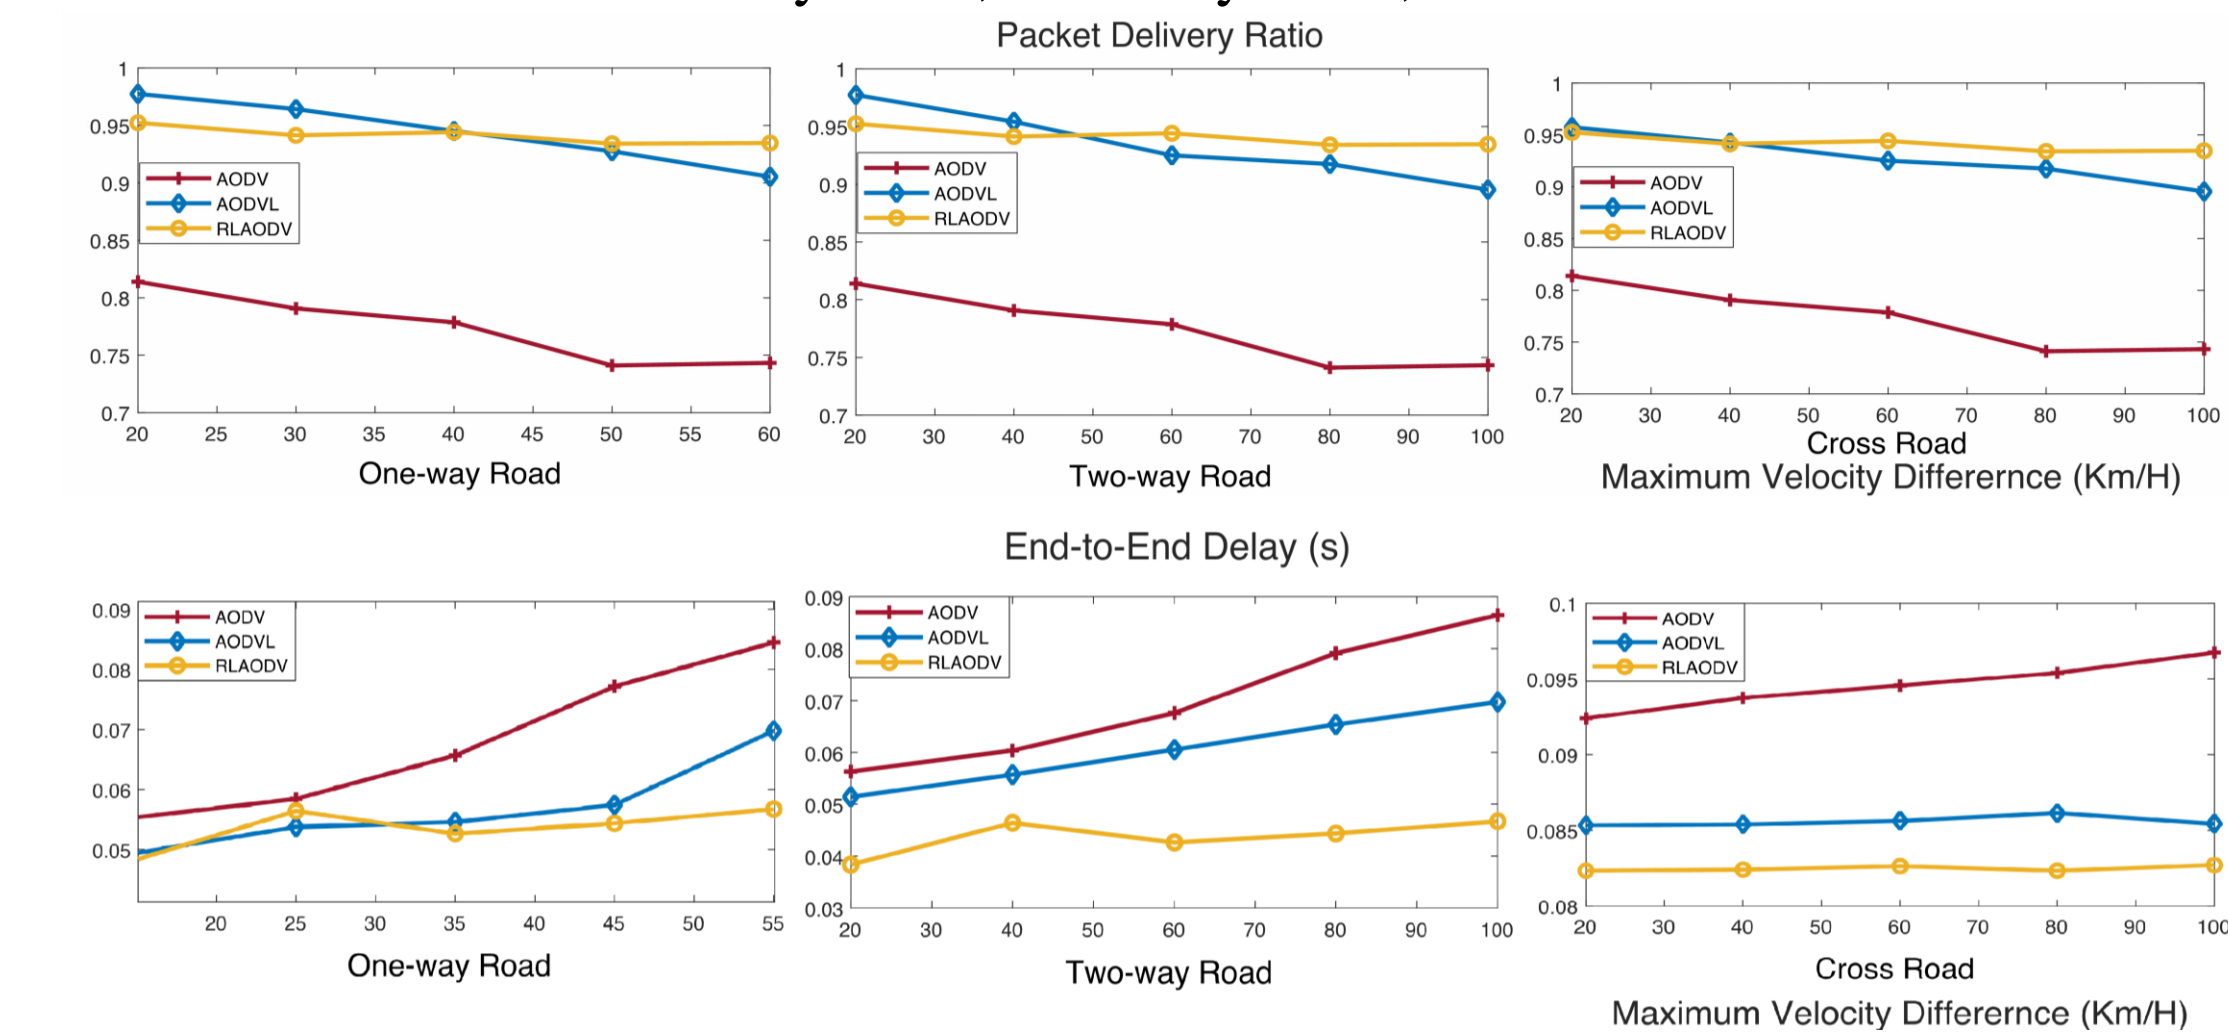 Packet Delivery Ratio
1
0.95
0.9
0.85
0.8
0.75
0.7
AODV
AODVL
RLAODV
20 25 30 35 40 45 50 55 60
One-way Road
1
0.95
0.9
0.85
0.8
0.75
0.7
AODV
AODVL
RLAODV
20 30 40 50 60 70 80 90 100
Two-way Road
1
0.95
0.9
0.85
0.8
0.75
0.7
AODV
AODVL
RLAODV
20 30 40 50 60 70 80 90 100
Cross Road
Maximum Velocity Differernce (Km/H)
End-to-End Delay (s)
0.09
0.08
0.07
0.06
0.05
AODV
AODVL
RLAODV
20 25 30 35 40 45 50 55
One-way Road
0.09
0.08
0.07
0.06
0.05
0.04
0.03
AODV
AODVL
RLAODV
20 30 40 50 60 70 80 90 100
Two-way Road
0.1
0.095
0.09
0.085
0.08
AODV
AODVL
RLAODV
20 30 40 50 60 70 80 90 100
Cross Road
Maximum Velocity Differernce (Km/H)